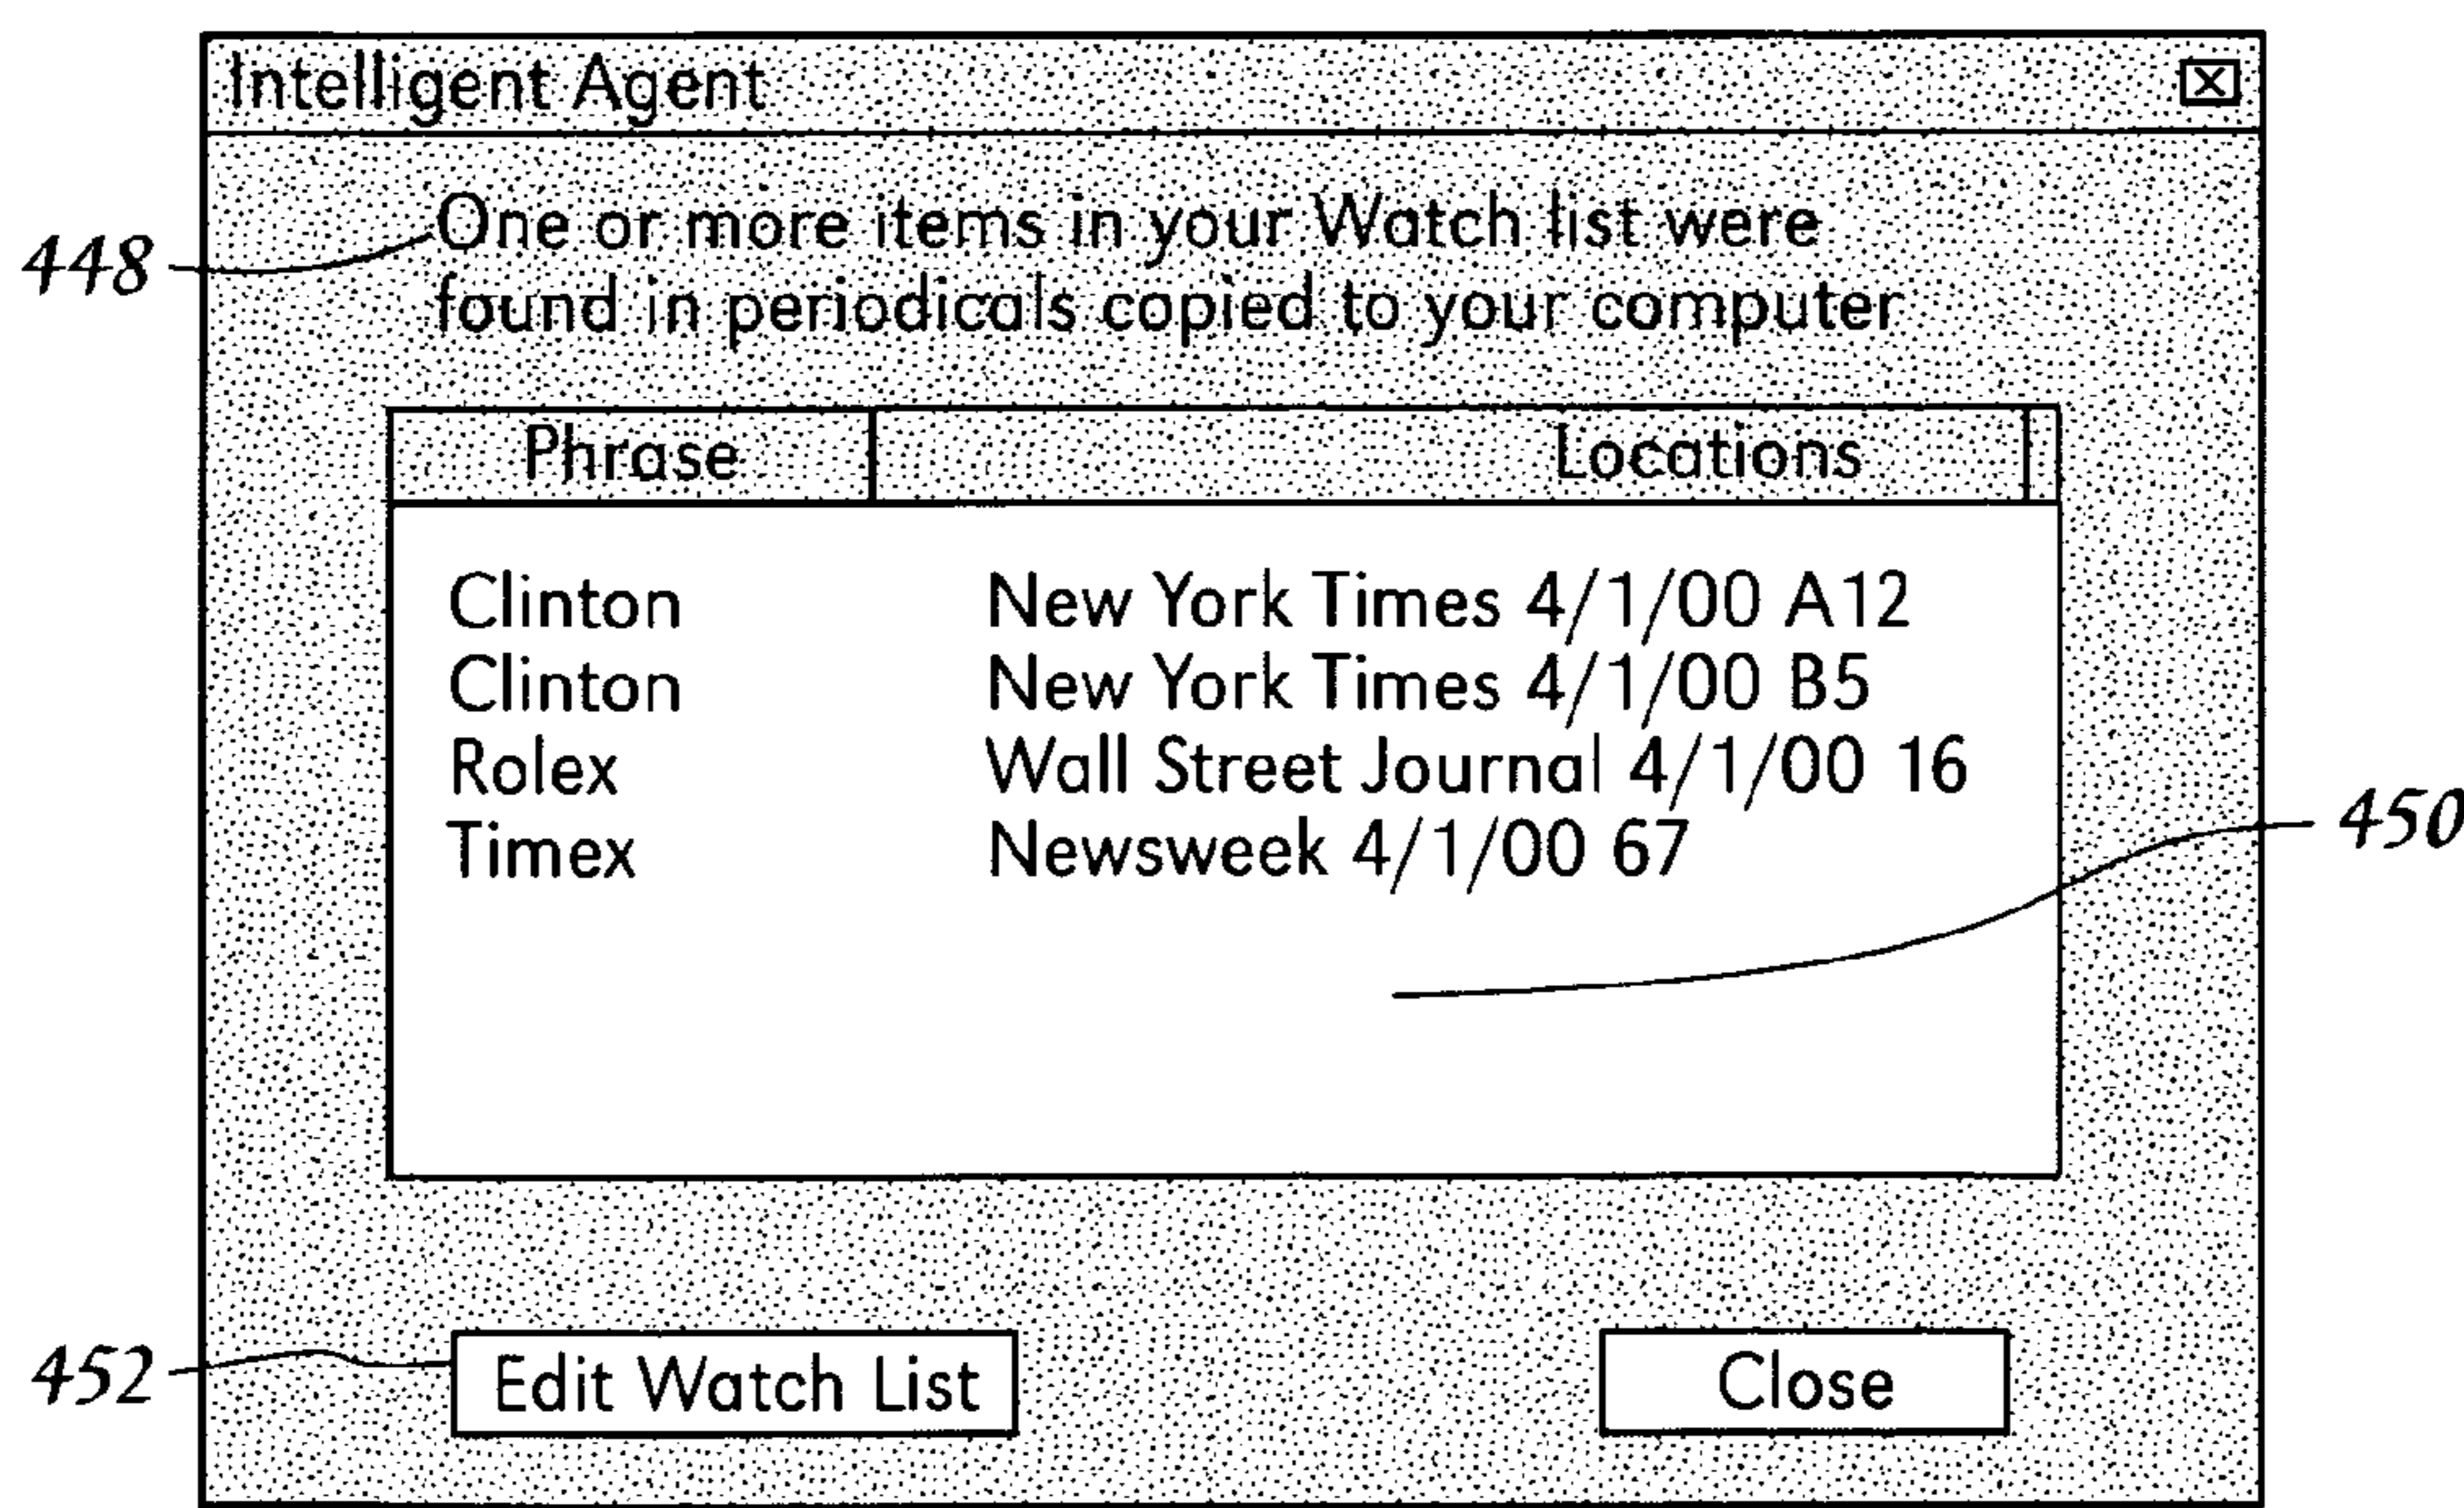 Intelligent Agent
448
One or more items in your Watch list were
found in periodicals copied to your computer
Phrase Locations
Clinton New York Times 4/1/00 A12
Clinton New York Times 4/1/00 B5
Rolex Wall Street Journal 4/1/00 16
Timex Newsweek 4/1/00 67
450
452
Edit Watch List Close